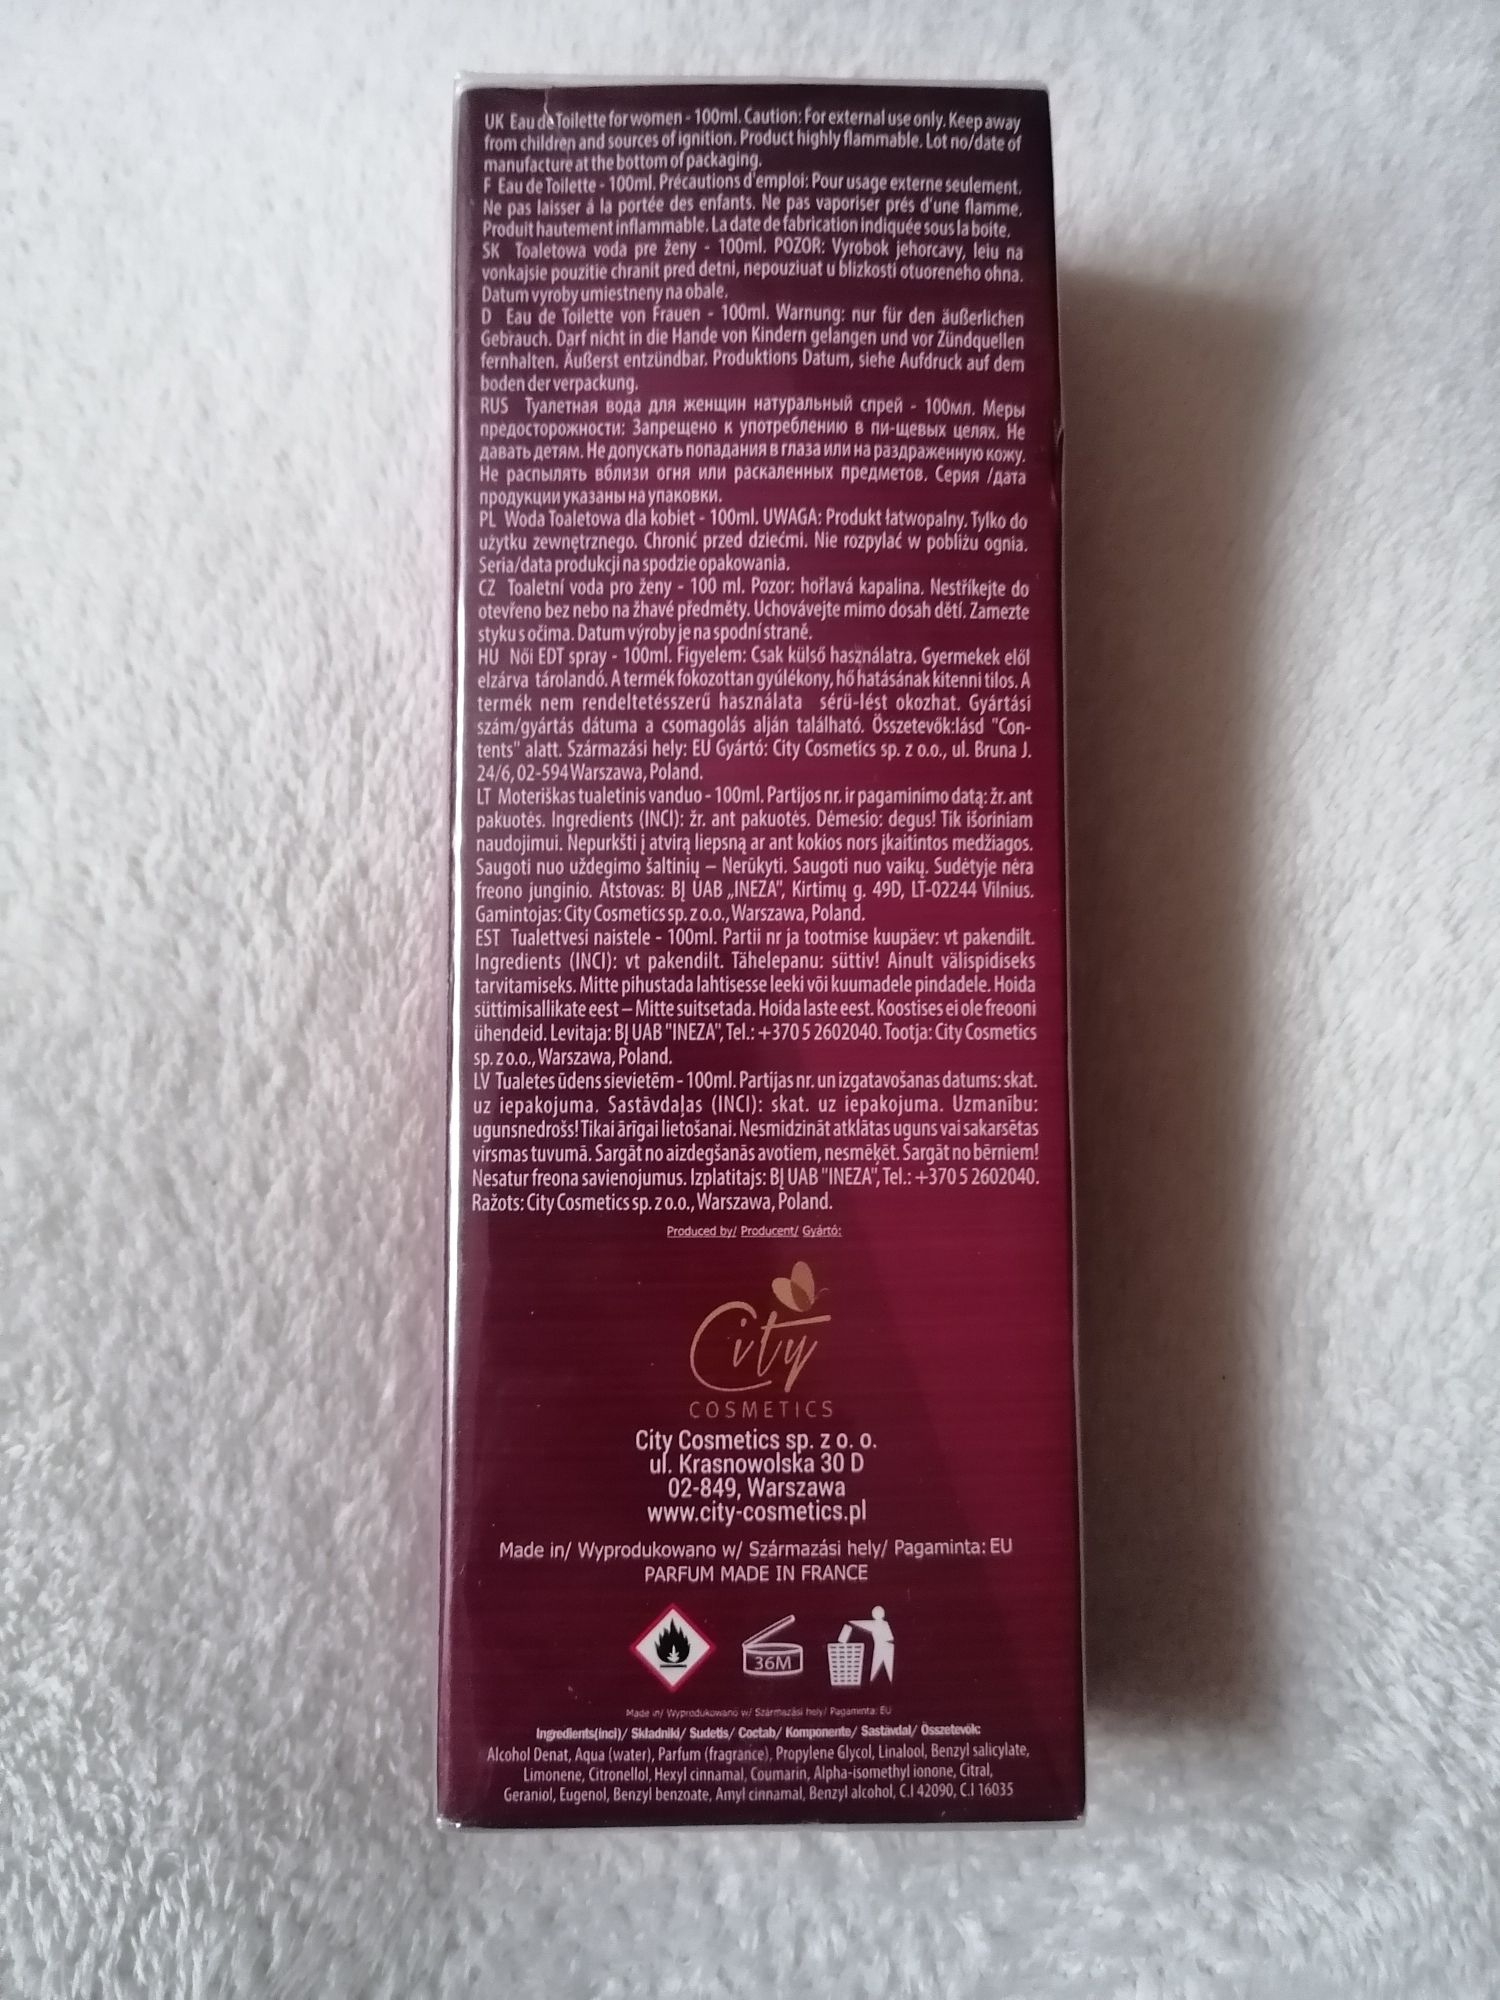 UK Eau de Toilette for women - 100ml. Caution: For external use only. Keep away
from children and sources of ignition. Product highly flammable. Lot no/date of
manufacture at the bottom of packaging.
F Eau de Toilette - 100ml. Précautions d'emploi: Pour usage externe seulement.
Ne pas laisser á la portée des enfants. Ne pas vaporiser prés d'une flamme.
Produit hautement inflammable. La date de fabrication indiquée sous la boite.
SK Toaletowa voda pre ženy - 100ml. POZOR: Vyrobok jehorcavy, leiu na
vonkajsie pouzitie chranit pred detni, nepouziuat u blizkosti otuoreneho ohna.
Datum vyroby umiestneny na obale.
D Eau de Toilette von Frauen - 100ml. Warnung: nur für den äußerlichen
Gebrauch. Darf nicht in die Hande von Kindern gelangen und vor Zündquellen
fernhalten. Äußerst entzündbar. Produktions Datum, siehe Aufdruck auf dem
boden der verpackung.
RUS Туалетная вода для женщин натуральный спрей - 100мл. Меры
предосторожности: Запрещено к употреблению в пи-щевых целях. Не
давать детям. Не допускать попадания в глаза или на раздраженную кожу.
Не распылять вблизи огня или раскаленных предметов. Серия /дата
продукции указаны на упаковки.
PL Woda Toaletowa dla kobiet - 100ml. UWAGA: Produkt łatwopalny. Tylko do
użytku zewnętrznego. Chronić przed dziećmi. Nie rozpylać w pobliżu ognia.
Seria/data produkcji na spodzie opakowania.
CZ Toaletní voda pro ženy - 100 ml. Pozor: hořlavá kapalina. Nestříkejte do
otevřeno bez nebo na žhavé předměty. Uchovávejte mimo dosah dětí. Zamezte
styku s očima. Datum výroby je na spodní straně.
HU Női EDT spray - 100ml. Figyelem: Csak külső használatra. Gyermekek elől
elzárva tárolandó. A termék fokozottan gyúlékony, hő hatásának kitenni tilos. A
termék nem rendeltetésszerű használata sérü-lést okozhat. Gyártási
szám/gyártás dátuma a csomagolás alján található. Összetevők:lásd "Con-
tents" alatt. Származási hely: EU Gyártó: City Cosmetics sp. z o.o., ul. Bruna J.
24/6, 02-594 Warszawa, Poland.
LT Moteriškas tualetinis vanduo - 100ml. Partijos nr. ir pagaminimo datą: žr. ant
pakuotės. Ingredients (INCI): žr. ant pakuotės. Dėmesio: degus! Tik išoriniam
naudojimui. Nepurkšti į atvirą liepsną ar ant kokios nors įkaitintos medžiagos.
Saugoti nuo uždegimo šaltinių – Nerūkyti. Saugoti nuo vaikų. Sudėtyje nėra
freono junginio. Atstovas: BĮ UAB „INEZA", Kirtimų g. 49D, LT-02244 Vilnius.
Gamintojas: City Cosmetics sp. z o.o., Warszawa, Poland.
EST Tualettvesi naistele - 100ml. Partii nr ja tootmise kuupäev: vt pakendilt.
Ingredients (INCI): vt pakendilt. Tähelepanu: süttiv! Ainult välispidiseks
tarvitamiseks. Mitte pihustada lahtisesse leeki või kuumadele pindadele. Hoida
süttimisallikate eest – Mitte suitsetada. Hoida laste eest. Koostises ei ole freooni
ühendeid. Levitaja: BĮ UAB "INEZA", Tel.: +370 5 2602040. Tootja: City Cosmetics
sp. z o.o., Warszawa, Poland.
LV Tualetes ūdens sievietēm - 100ml. Partijas nr. un izgatavošanas datums: skat.
uz iepakojuma. Sastāvdaļas (INCI): skat. uz iepakojuma. Uzmanību:
ugunsnedrošs! Tikai ārīgai lietošanai. Nesmidzināt atklātas uguns vai sakarsētas
virsmas tuvumā. Sargāt no aizdegšanās avotiem, nesmēķēt. Sargāt no bērniem!
Nesatur freona savienojumus. Izplatitajs: BĮ UAB "INEZA", Tel.: +370 5 2602040.
Ražots: City Cosmetics sp. z o.o., Warszawa, Poland.
Produced by/ Producent/ Gyártó:
City
COSMETICS
City Cosmetics sp. z o. o.
ul. Krasnowolska 30 D
02-849, Warszawa
www.city-cosmetics.pl
Made in/ Wyprodukowano w/ Származási hely/ Pagaminta: EU
PARFUM MADE IN FRANCE
36M
Made in/ Wyprodukowano w/ Származási hely/ Pagaminta: EU
Ingredients(inci)/ Składniki/ Sudetis/ Coctab/ Komponente/ Sastāvdaļ/ Összetevök:
Alcohol Denat, Aqua (water), Parfum (fragrance), Propylene Glycol, Linalool, Benzyl salicylate,
Limonene, Citronellol, Hexyl cinnamal, Coumarin, Alpha-isomethyl ionone, Citral,
Geraniol, Eugenol, Benzyl benzoate, Amyl cinnamal, Benzyl alcohol, C.I 42090, C.I 16035